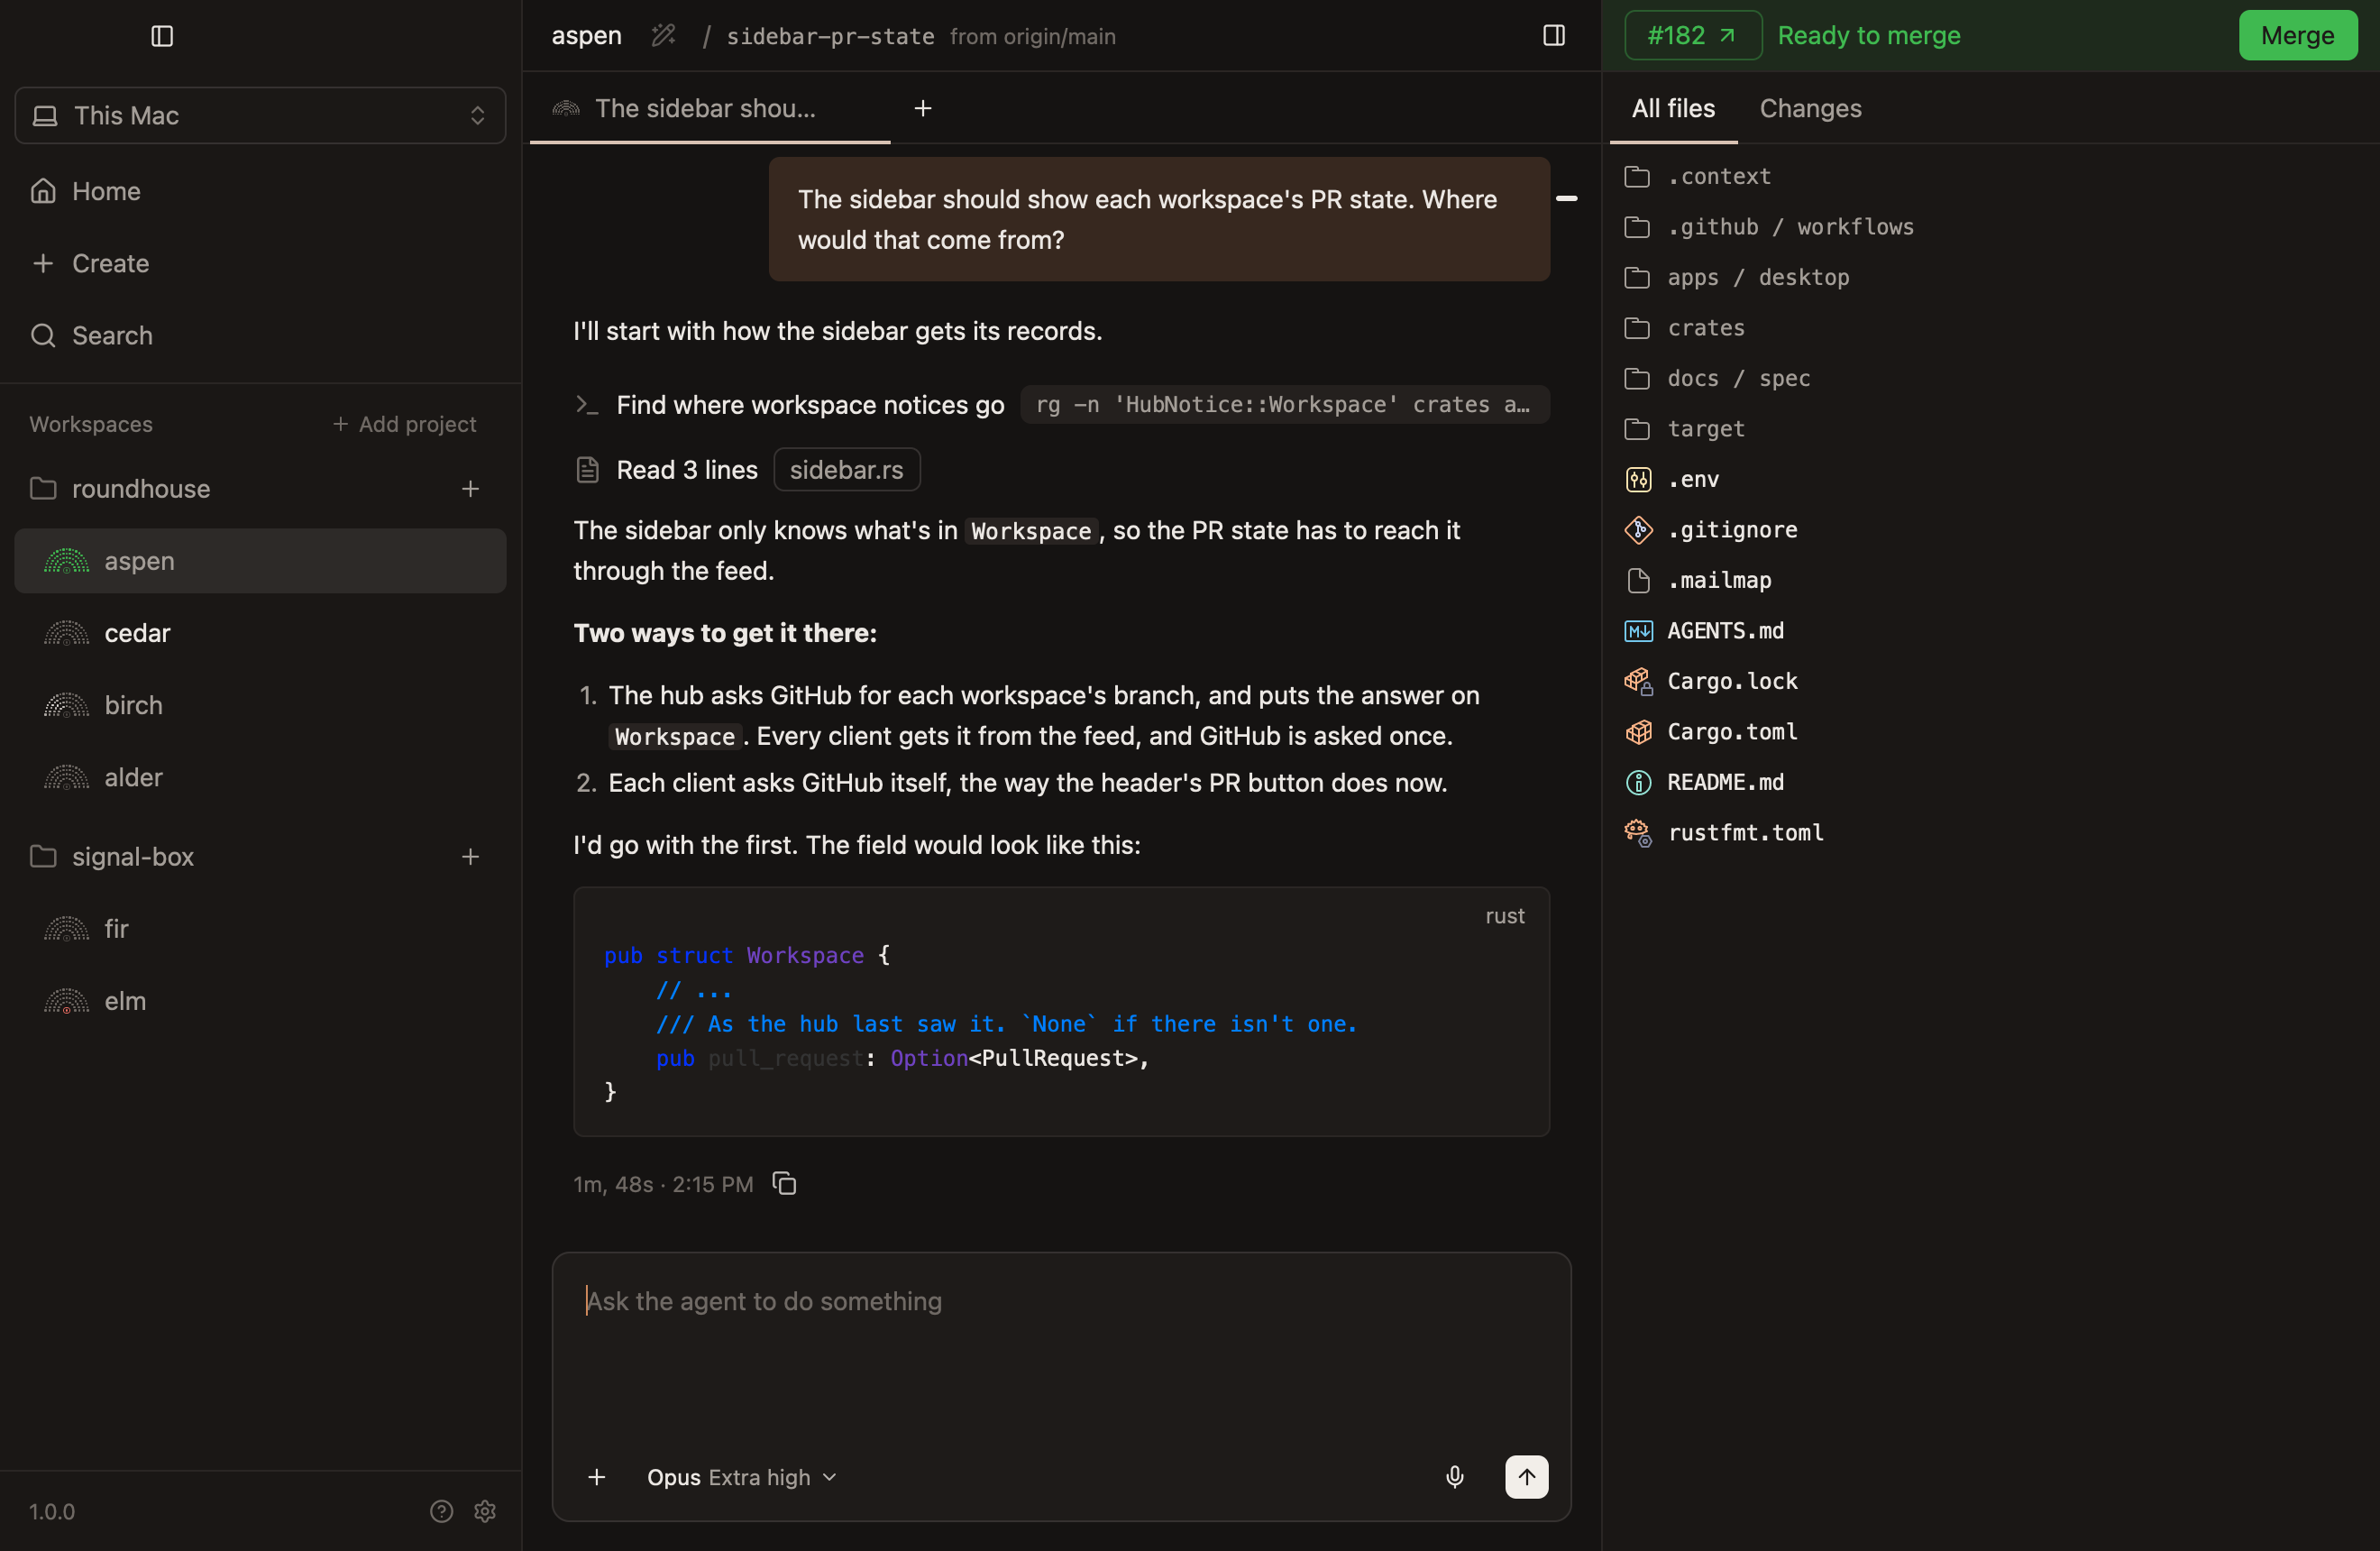 This Mac
Home
Create
Search
Workspaces
+ Add project
roundhouse
aspen
cedar
birch
alder
signal-box
fir
elm
1.0.0
aspen / sidebar-pr-state from origin/main
The sidebar shou...
The sidebar should show each workspace's PR state. Where
would that come from?
I'll start with how the sidebar gets its records.
Find where workspace notices go rg -n 'HubNotice::Workspace' crates a…
Read 3 lines sidebar.rs
The sidebar only knows what's in Workspace, so the PR state has to reach it
through the feed.
Two ways to get it there:
1. The hub asks GitHub for each workspace's branch, and puts the answer on
Workspace. Every client gets it from the feed, and GitHub is asked once.
2. Each client asks GitHub itself, the way the header's PR button does now.
I'd go with the first. The field would look like this:
rust
pub struct Workspace {
// ...
/// As the hub last saw it. `None` if there isn't one.
pub pull_request: Option<PullRequest>,
}
1m, 48s · 2:15 PM
Ask the agent to do something
Opus Extra high
#182 Ready to merge
Merge
All files
Changes
.context
.github / workflows
apps / desktop
crates
docs / spec
target
.env
.gitignore
.mailmap
AGENTS.md
Cargo.lock
Cargo.toml
README.md
rustfmt.toml